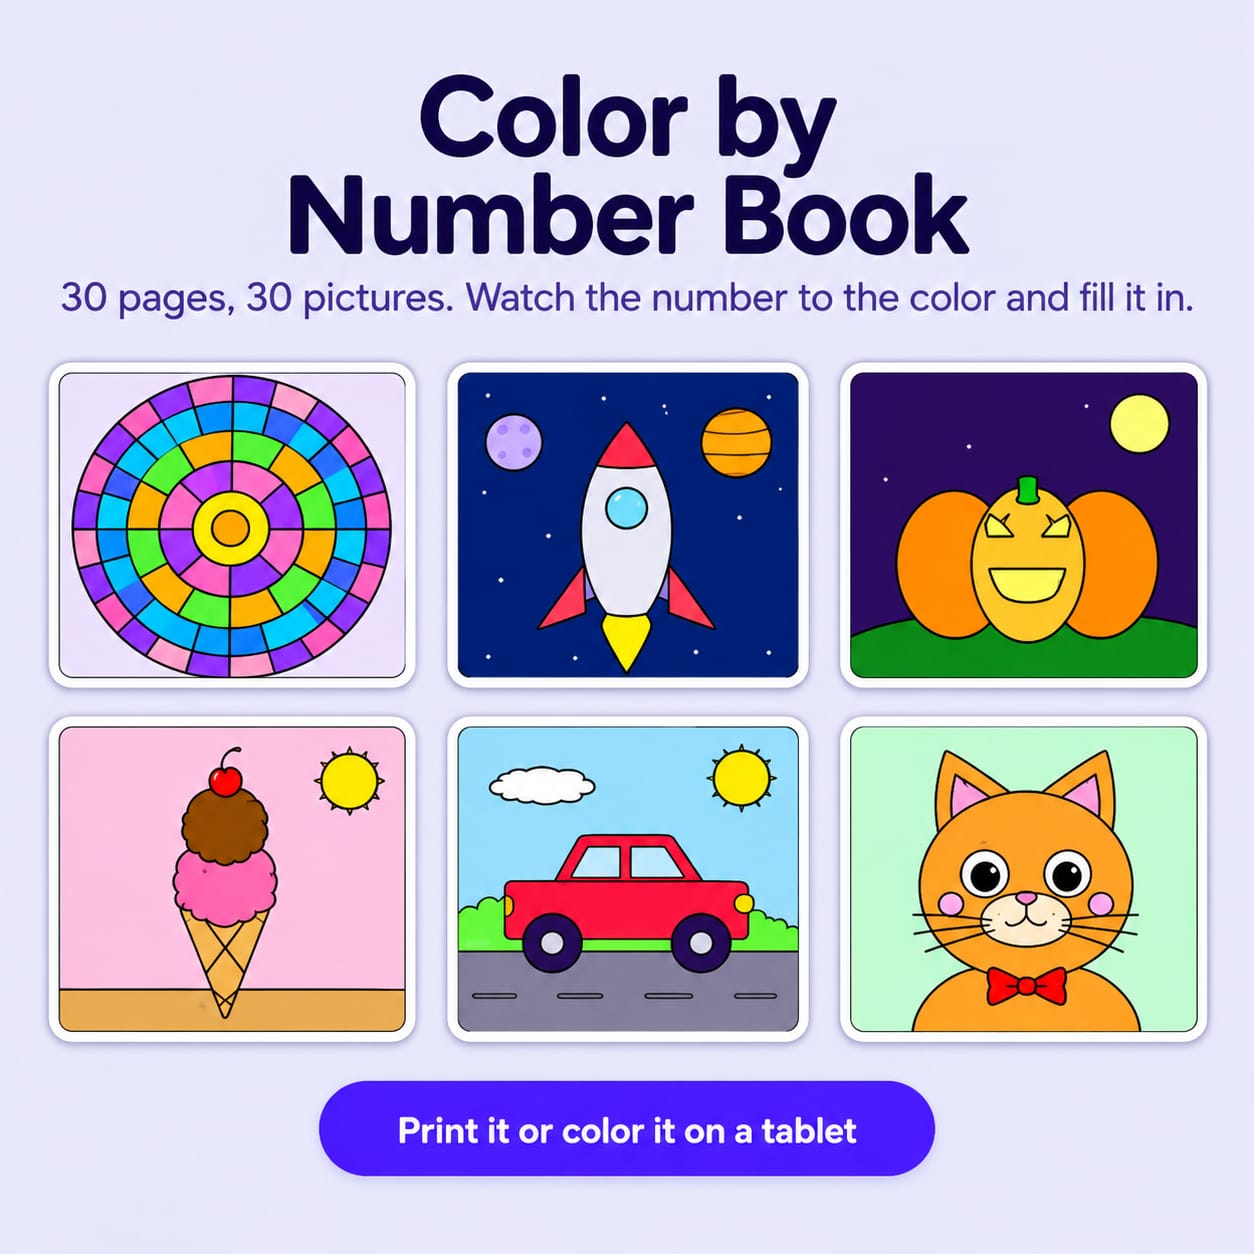 Color by
Number Book
30 pages, 30 pictures. Watch the number to the color and fill it in.
Print it or color it on a tablet